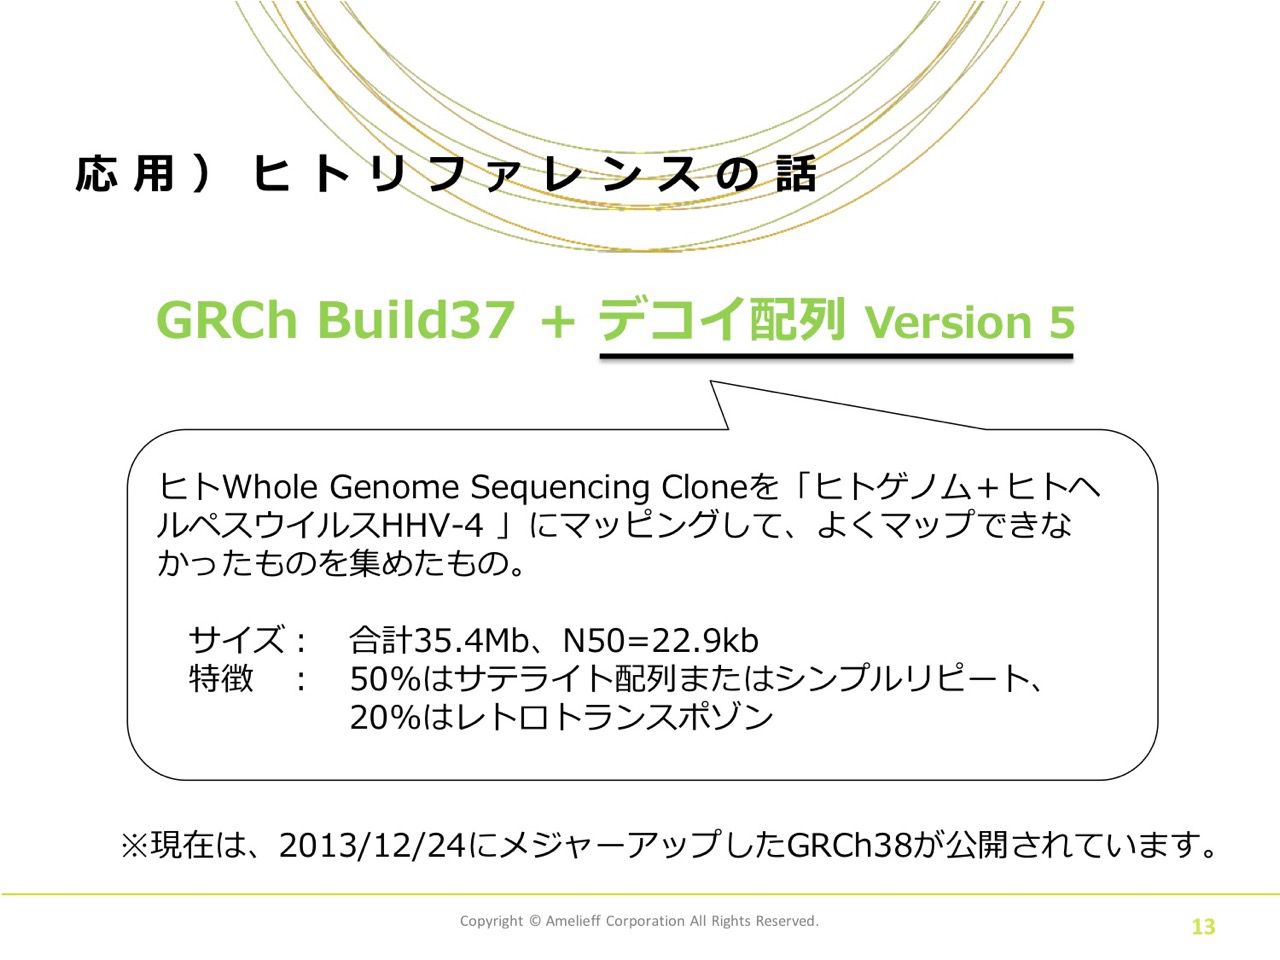 応用）ヒトリファレンスの話
GRCh Build37 + デコイ配列 Version 5
ヒトWhole Genome Sequencing Cloneを「ヒトゲノム＋ヒトヘ
ルペスウイルスHHV-4 」にマッピングして、よくマップできな
かったものを集めたもの。
サイズ： 合計35.4Mb、N50=22.9kb
特徴 ： 50%はサテライト配列またはシンプルリピート、
20%はレトロトランスポゾン
※現在は、2013/12/24にメジャーアップしたGRCh38が公開されています。
Copyright © Amelieff Corporation All Rights Reserved.
13